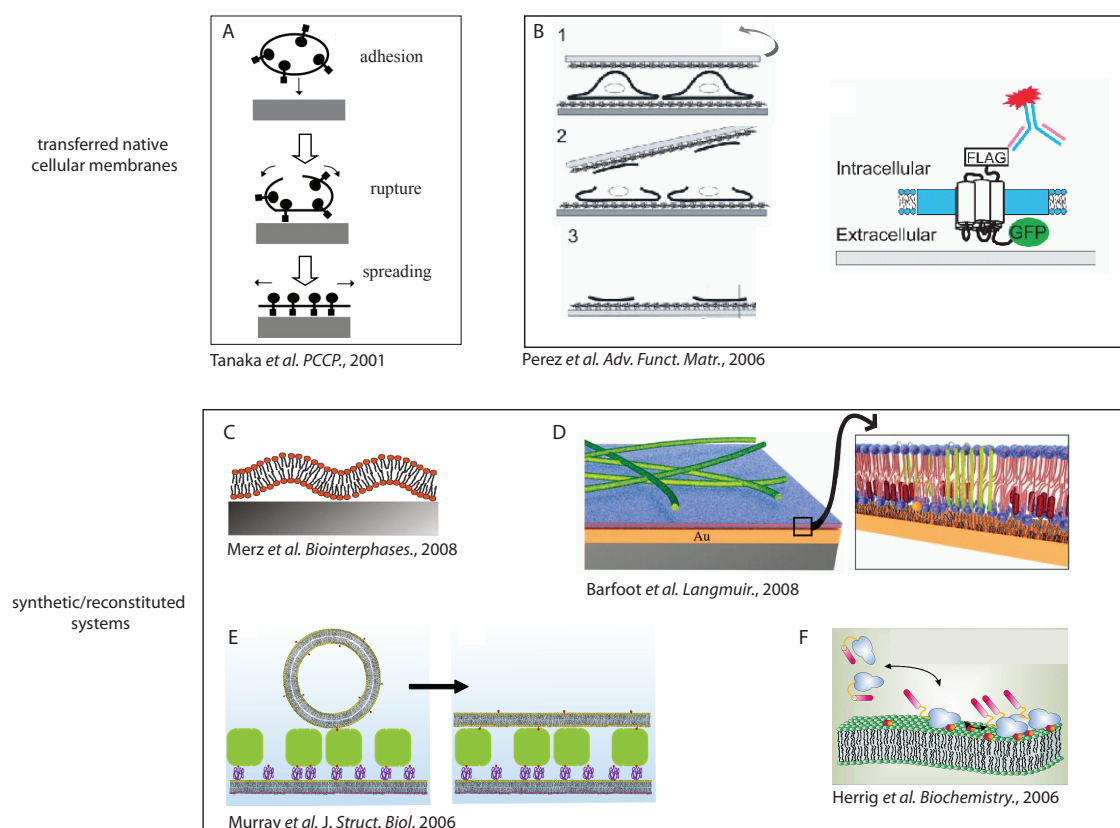 A
adhesion
rupture
spreading
Tanaka et al. PCCP., 2001
B
1
2
3
FLAG
Intracellular
Extracellular
GFP
Perez et al. Adv. Funct. Matr., 2006
transferred native
cellular membranes
C
Merz et al. Biointerphases., 2008
D
Au
Barfoot et al. Langmuir., 2008
synthetic/reconstituted
systems
E
Murray et al. J. Struct. Biol. 2006
F
Herrig et al. Biochemistry., 2006